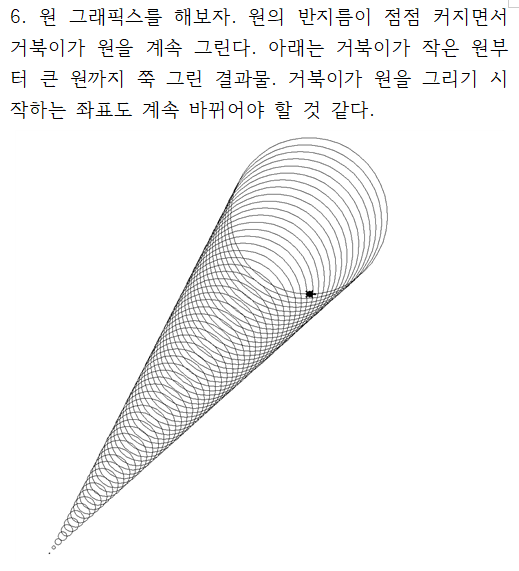 6. 원 그래픽스를 해보자. 원의 반지름이 점점 커지면서
거북이가 원을 계속 그린다. 아래는 거북이가 작은 원부
터 큰 원까지 쭉 그린 결과물. 거북이가 원을 그리기 시
작하는 좌표도 계속 바뀌어야 할 것 같다.